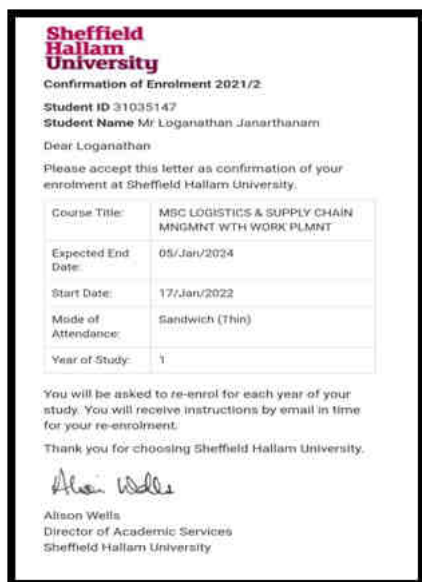 Sheffield
Hallam
University
Confirmation of Enrolment 2021/2
Student ID 31035147
Student Name Mr Loganathan Janarthanam
Dear Loganathan
Please accept this letter as confirmation of your
enrolment at Sheffield Hallam University.
Course Title: MSC LOGISTICS & SUPPLY CHAIN
MNGMNT WTH WORK PLMNT
Expected End
Date: 05/Jan/2024
Start Date: 17/Jan/2022
Mode of
Attendance: Sandwich (Thin)
Year of Study: 1
You will be asked to re-enrol for each year of your
study. You will receive instructions by email in time
for your re-enrolment.
Thank you for choosing Sheffield Hallam University.
Alison Wells
Alison Wells
Director of Academic Services
Sheffield Hallam University